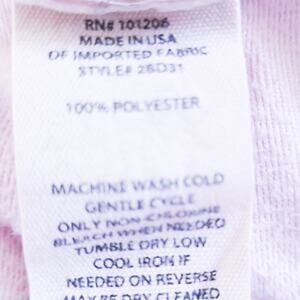 RN# 101206
MADE IN USA
OF IMPORTED FABRIC
STYLE# 2BD31
100% POLYESTER
MACHINE WASH COLD
GENTLE CYCLE
ONLY NON-CHLORINE
BLEACH WHEN NEEDED
TUMBLE DRY LOW
COOL IRON IF
NEEDED ON REVERSE
MAY BE DRY CLEANED